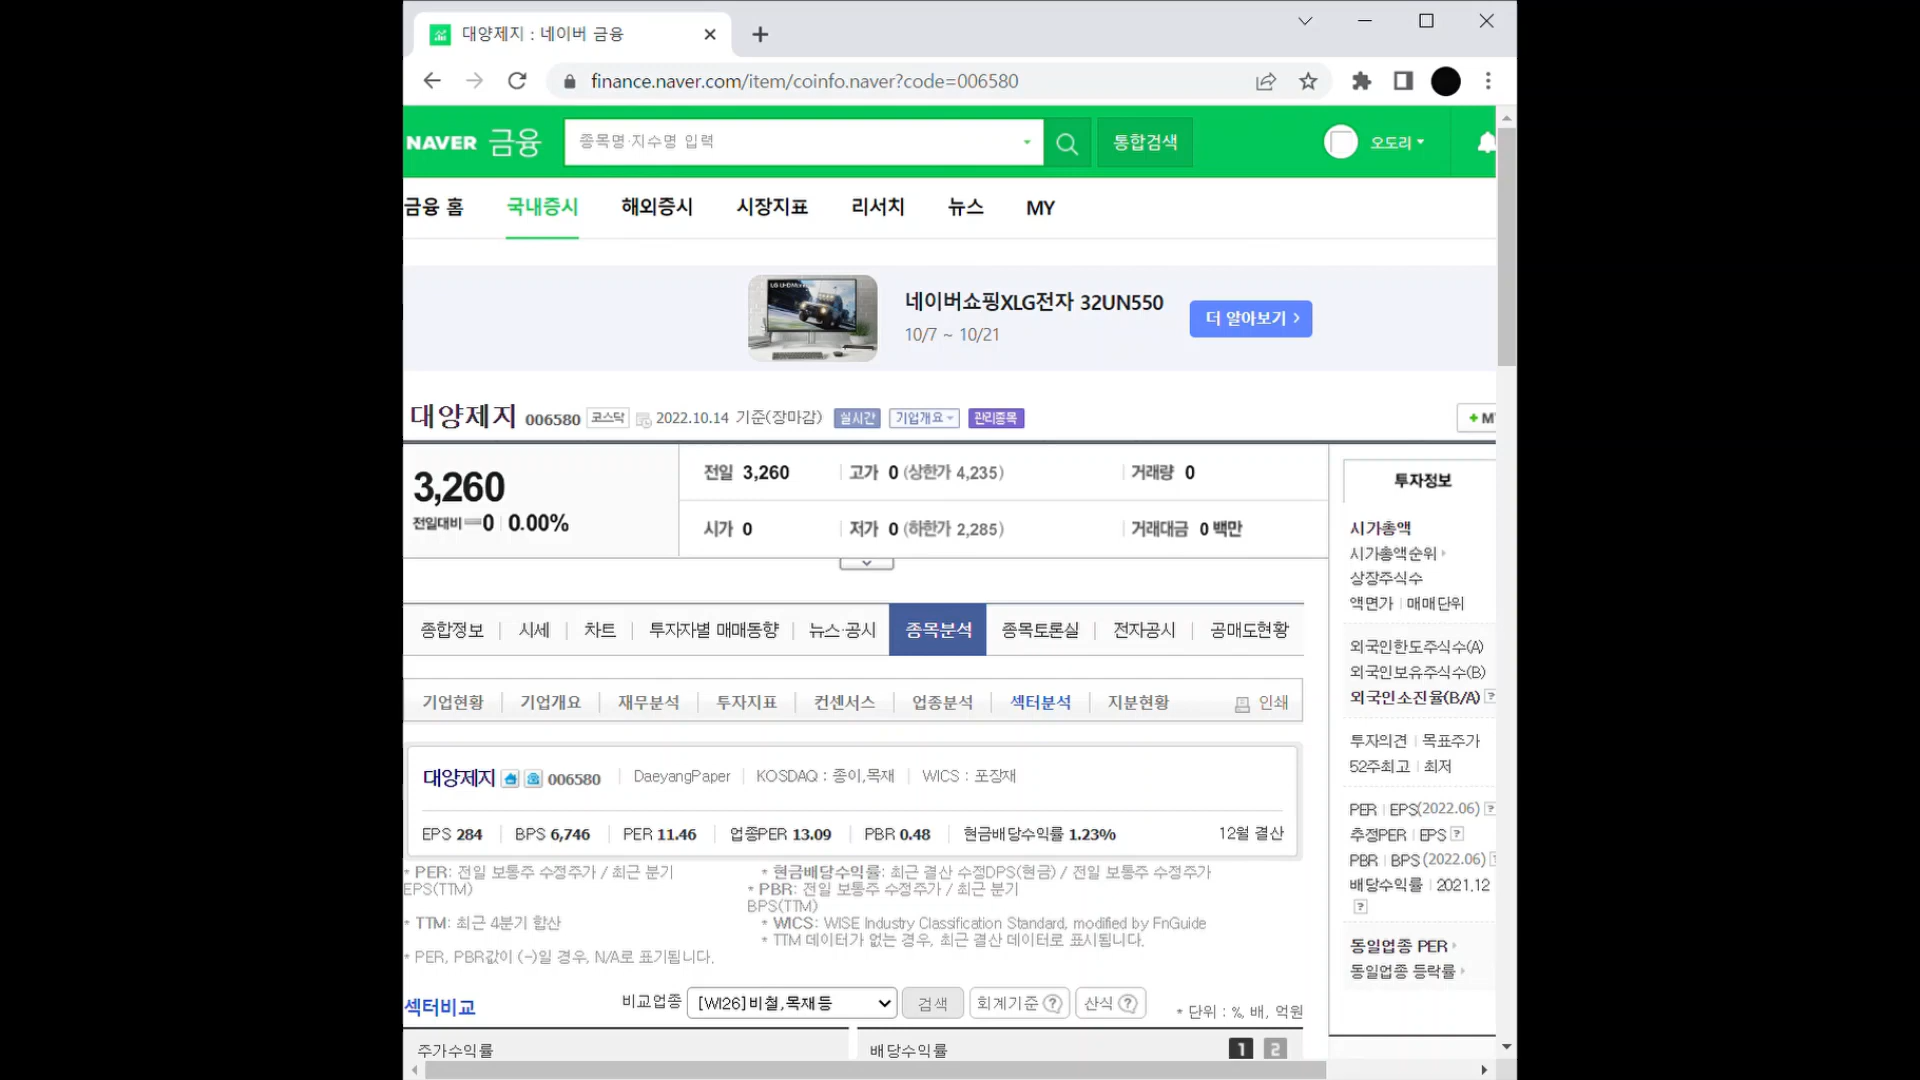 대양제지 : 네이버 금융
finance.naver.com/item/coinfo.naver?code=006580
NAVER 금융
종목명·지수명 입력
통합검색
오도리
금융 홈 국내증시 해외증시 시장지표 리서치 뉴스 MY
네이버쇼핑XLG전자 32UN550
10/7 ~ 10/21
더 알아보기
대양제지 006580 코스닥 2022.10.14 기준(장마감) 실시간 기업개요 관리종목
+ M
3,260
전일대비 0 0.00%
전일 3,260 고가 0 (상한가 4,235) 거래량 0
시가 0 저가 0 (하한가 2,285) 거래대금 0 백만
종합정보 시세 차트 투자자별 매매동향 뉴스·공시 종목분석 종목토론실 전자공시 공매도현황
기업현황 기업개요 재무분석 투자지표 컨센서스 업종분석 섹터분석 지분현황 인쇄
대양제지 006580 DaeyangPaper KOSDAQ : 종이,목재 WICS : 포장재
EPS 284 BPS 6,746 PER 11.46 업종PER 13.09 PBR 0.48 현금배당수익률 1.23% 12월 결산
* PER: 전일 보통주 수정주가 / 최근 분기
EPS(TTM)
* 현금배당수익률: 최근 결산 수정DPS(현금) / 전일 보통주 수정주가
* PBR: 전일 보통주 수정주가 / 최근 분기
BPS(TTM)
* TTM: 최근 4분기 합산
* WICS: WISE Industry Classification Standard, modified by FnGuide
* TTM 데이터가 없는 경우, 최근 결산 데이터로 표시됩니다.
* PER, PBR값이 (-)일 경우, N/A로 표기됩니다.
섹터비교 비교업종 [WI26]비철,목재등 검색 회계기준 ? 산식 ? * 단위 : %, 배, 억원
주가수익률 배당수익률 1 2
투자정보
시가총액
시가총액순위
상장주식수
액면가 매매단위
외국인한도주식수(A)
외국인보유주식수(B)
외국인소진율(B/A) ?
투자의견 목표주가
52주최고 최저
PER EPS(2022.06) ?
추정PER EPS ?
PBR BPS (2022.06)
배당수익률 2021.12
?
동일업종 PER
동일업종 등락률